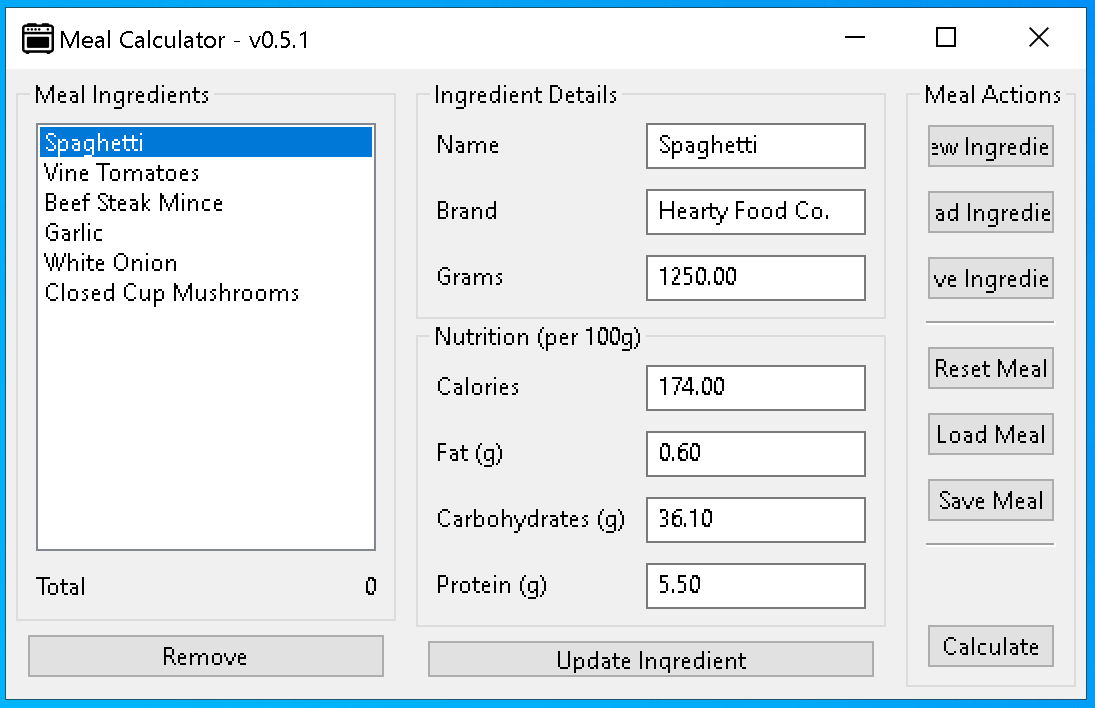 Meal Calculator - v0.5.1
Meal Ingredients
Spaghetti
Vine Tomatoes
Beef Steak Mince
Garlic
White Onion
Closed Cup Mushrooms
Total 0
Remove
Ingredient Details
Name Spaghetti
Brand Hearty Food Co.
Grams 1250.00
Nutrition (per 100g)
Calories 174.00
Fat (g) 0.60
Carbohydrates (g) 36.10
Protein (g) 5.50
Update Ingredient
Meal Actions
ew Ingredie
ad Ingredie
ve Ingredie
Reset Meal
Load Meal
Save Meal
Calculate